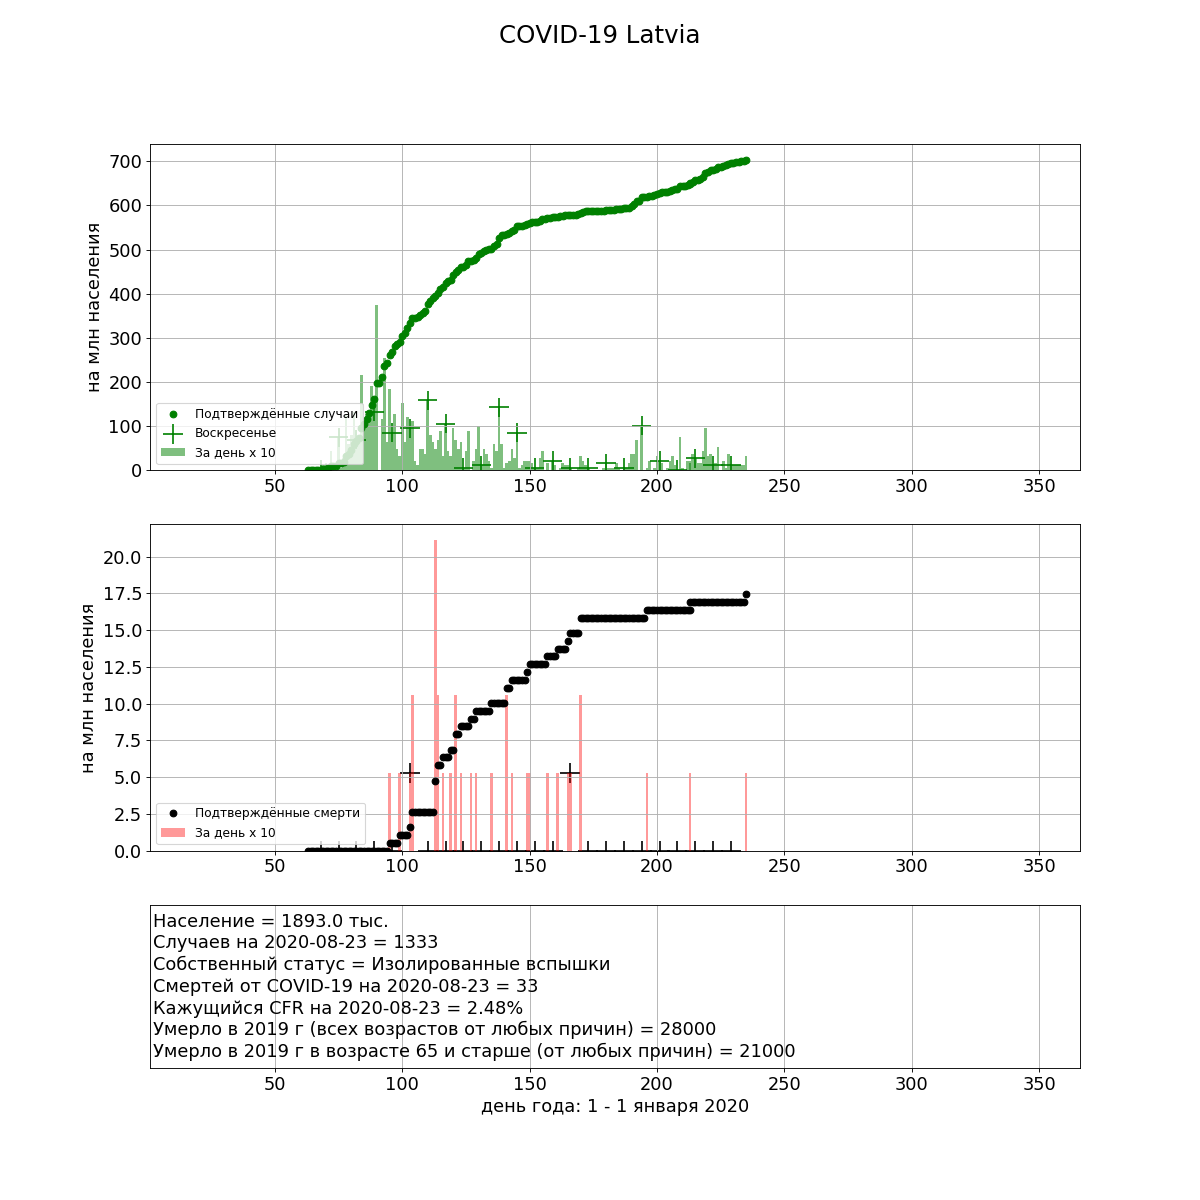 COVID-19 Latvia
на млн населения
700
600
500
400
300
200
100
0
Подтверждённые случаи
Воскресенье
За день x 10
50 100 150 200 250 300 350
на млн населения
20.0
17.5
15.0
12.5
10.0
7.5
5.0
2.5
0.0
Подтверждённые смерти
За день x 10
50 100 150 200 250 300 350
Население = 1893.0 тыс.
Случаев на 2020-08-23 = 1333
Собственный статус = Изолированные вспышки
Смертей от COVID-19 на 2020-08-23 = 33
Кажущийся CFR на 2020-08-23 = 2.48%
Умерло в 2019 г (всех возрастов от любых причин) = 28000
Умерло в 2019 г в возрасте 65 и старше (от любых причин) = 21000
50 100 150 200 250 300 350
день года: 1 - 1 января 2020